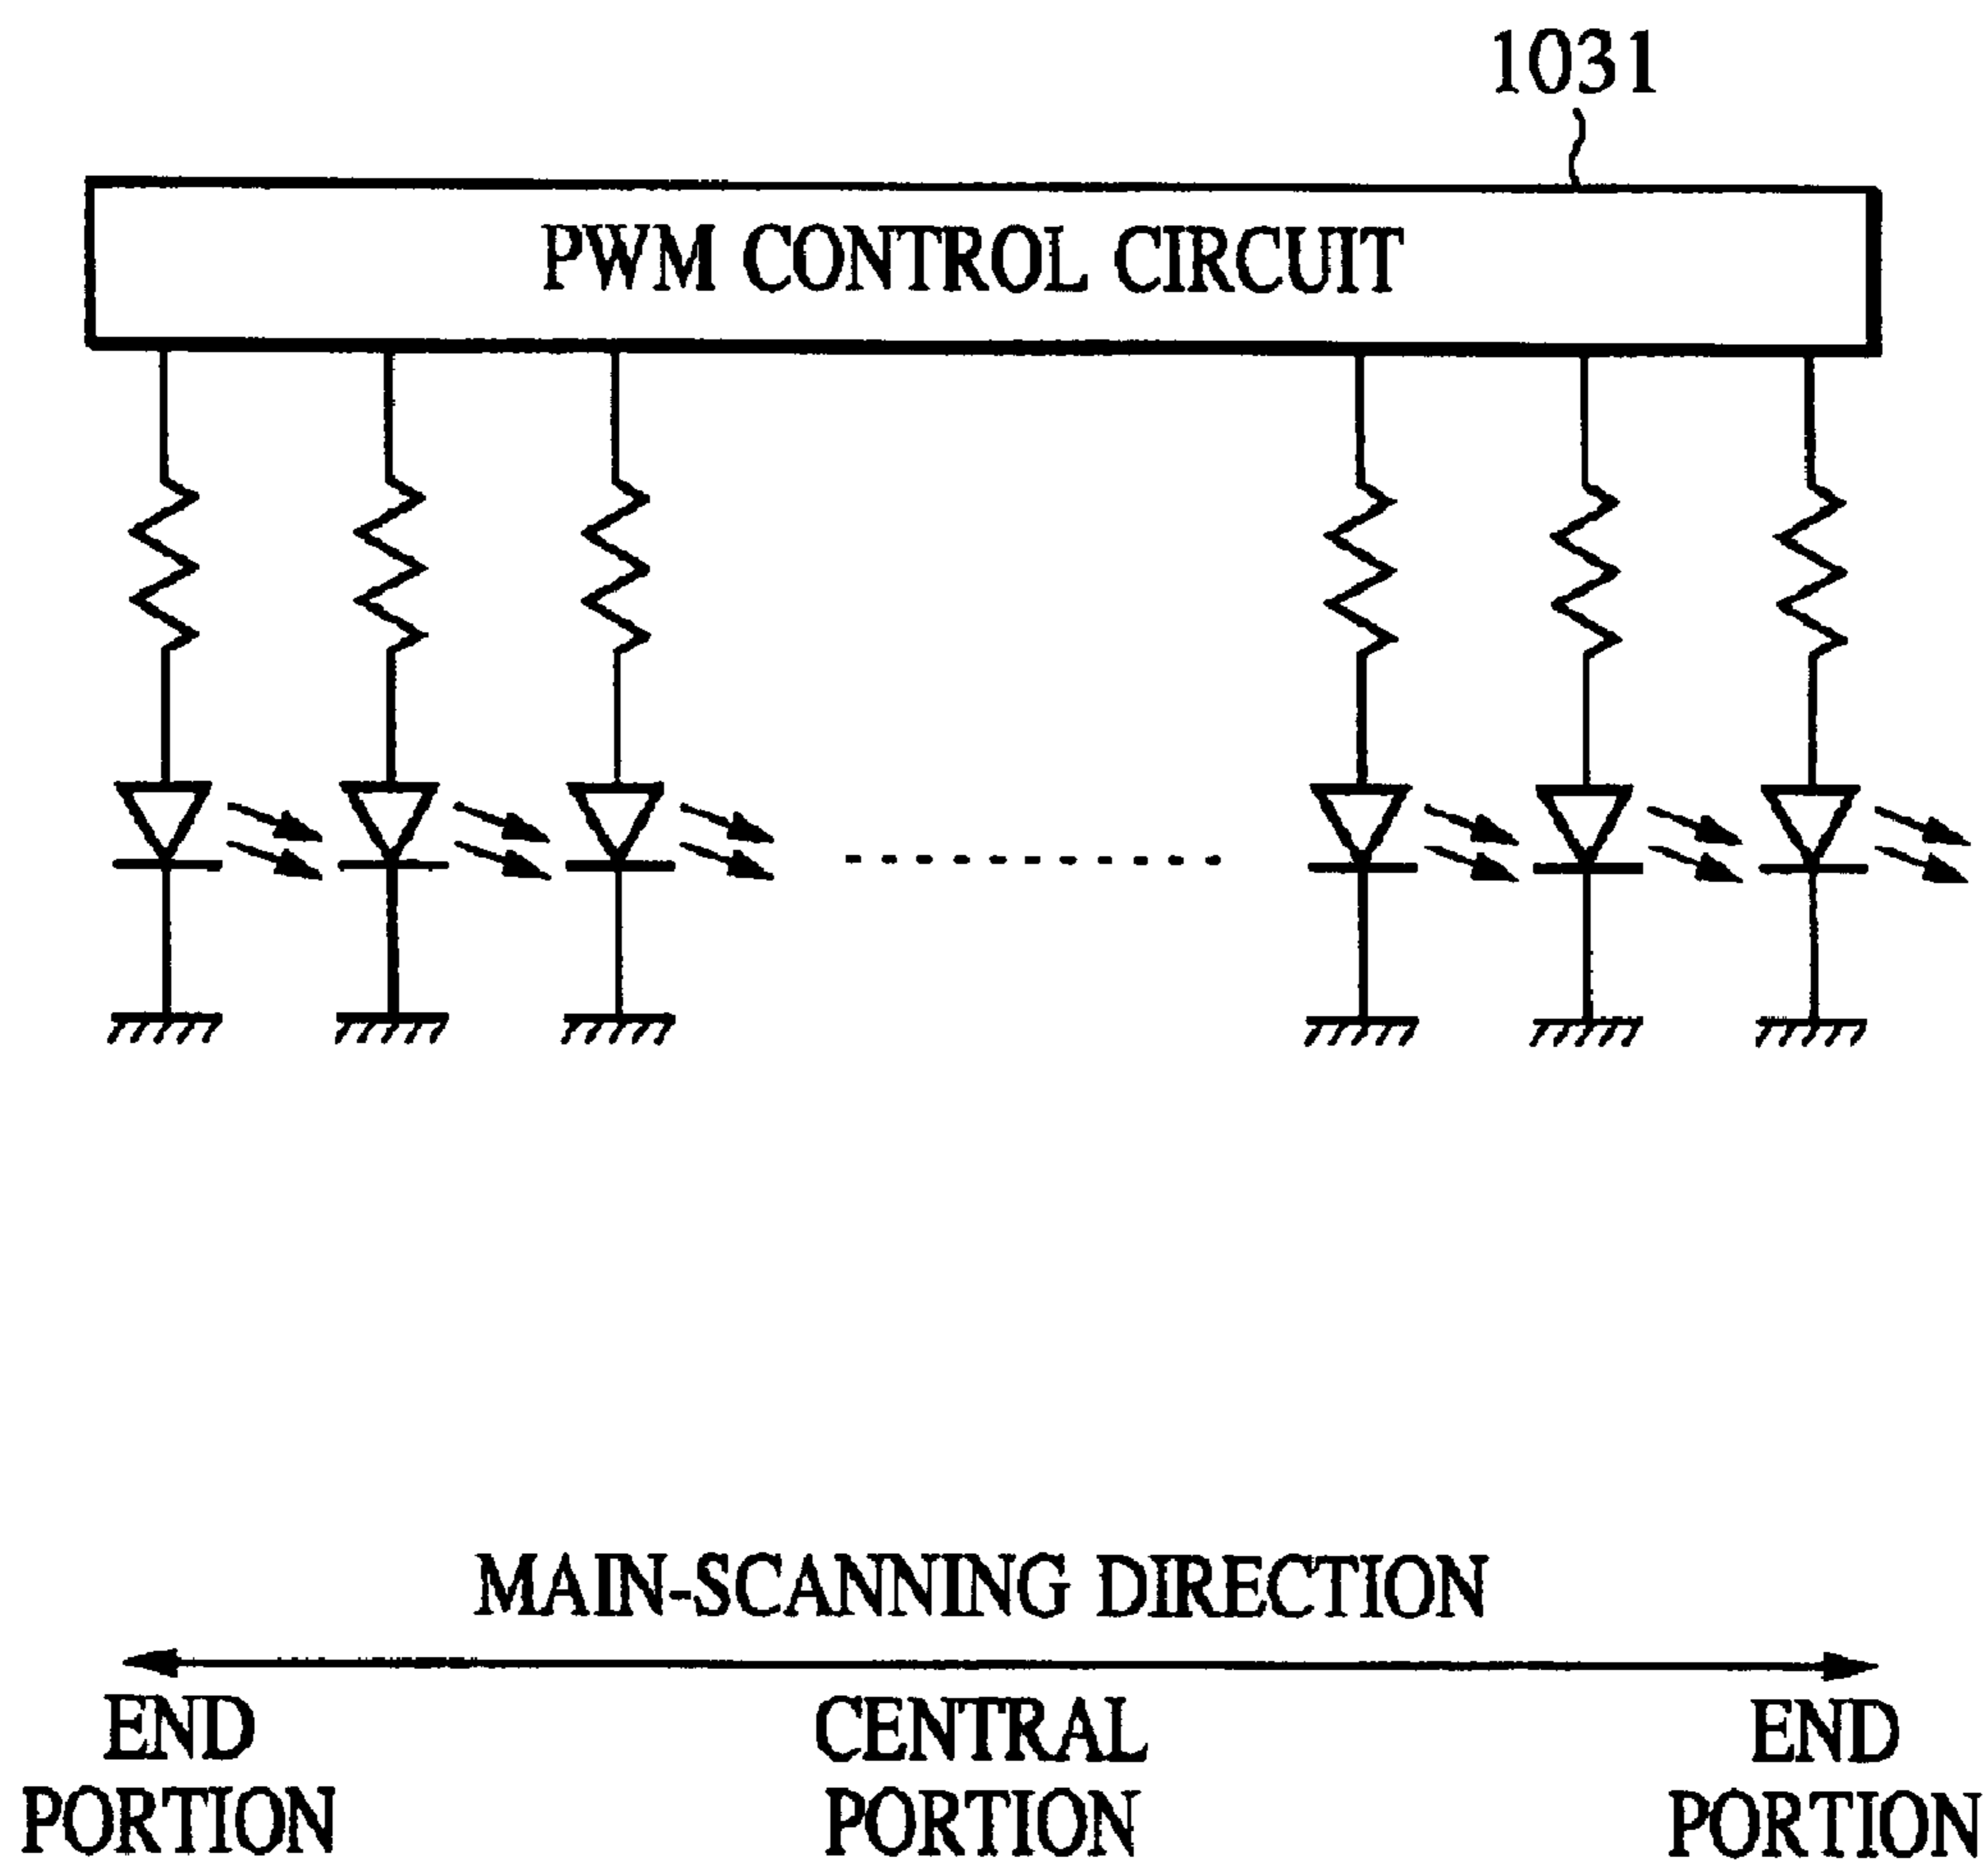 1031
PWM CONTROL CIRCUIT
MAIN-SCANNING DIRECTION
END PORTION
CENTRAL PORTION
END PORTION